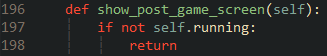 196 def show_post_game_screen(self):
197 if not self.running:
198 return